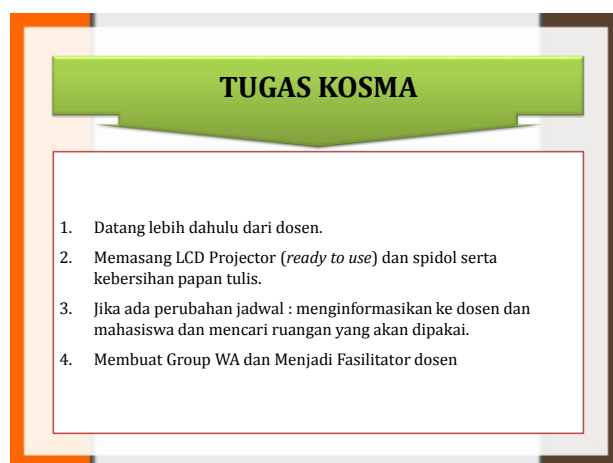 TUGAS KOSMA
1. Datang lebih dahulu dari dosen.
2. Memasang LCD Projector (ready to use) dan spidol serta
kebersihan papan tulis.
3. Jika ada perubahan jadwal : menginformasikan ke dosen dan
mahasiswa dan mencari ruangan yang akan dipakai.
4. Membuat Group WA dan Menjadi Fasilitator dosen